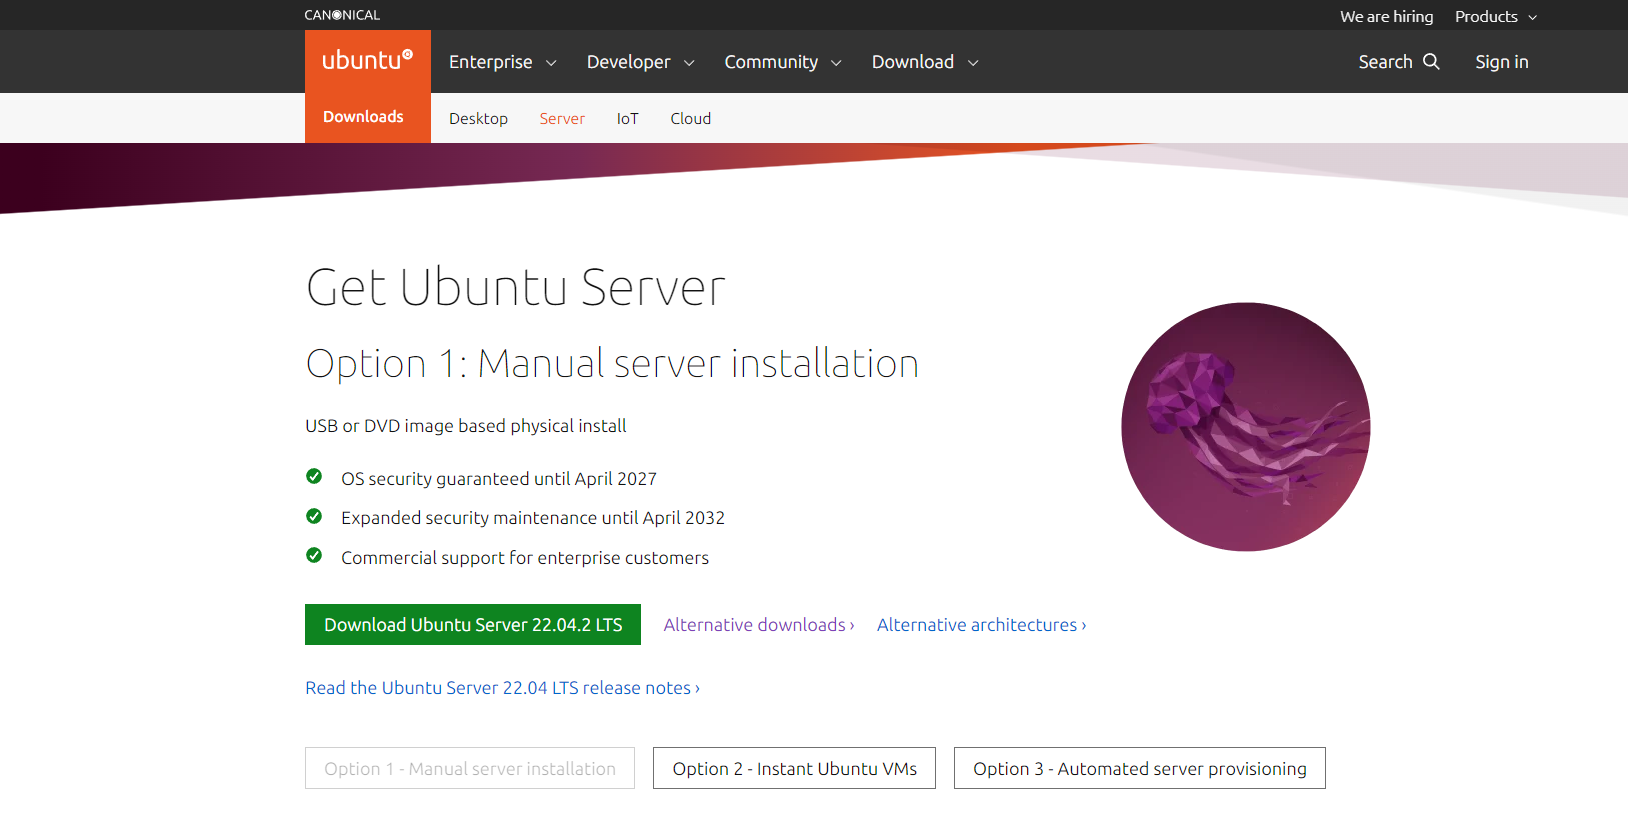 CANONICAL
We are hiring Products
ubuntu
Enterprise Developer Community Download Search Sign in
Downloads Desktop Server IoT Cloud
Get Ubuntu Server
Option 1: Manual server installation
USB or DVD image based physical install
OS security guaranteed until April 2027
Expanded security maintenance until April 2032
Commercial support for enterprise customers
Download Ubuntu Server 22.04.2 LTS Alternative downloads › Alternative architectures ›
Read the Ubuntu Server 22.04 LTS release notes ›
Option 1 - Manual server installation Option 2 - Instant Ubuntu VMs Option 3 - Automated server provisioning